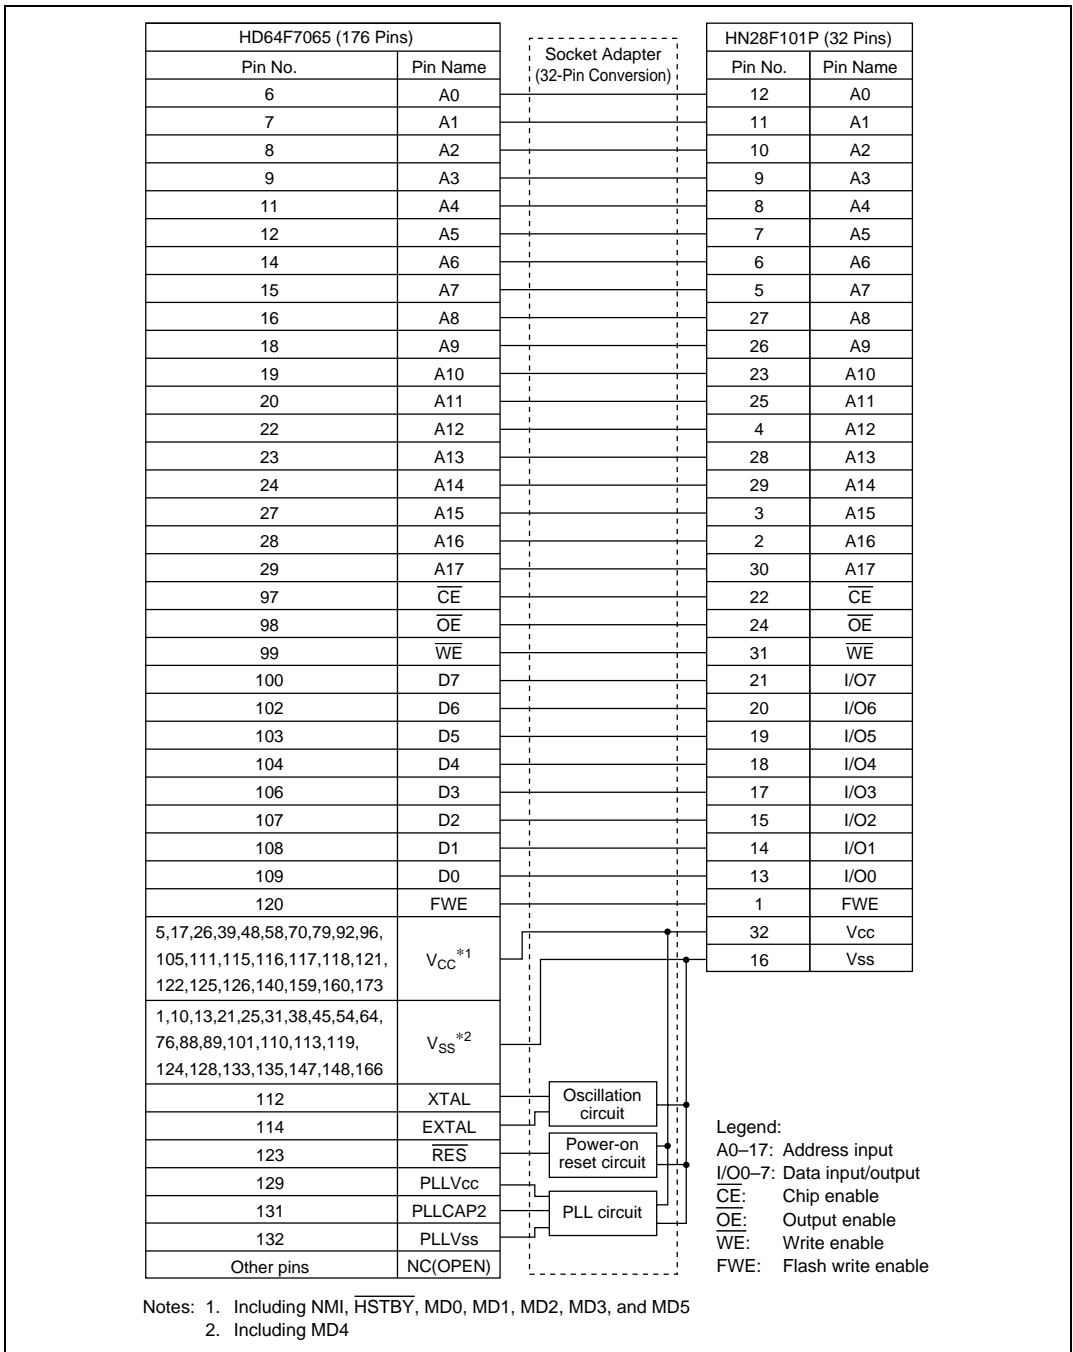 HD64F7065 (176 Pins) Socket Adapter (32-Pin Conversion) HN28F101P (32 Pins)
Pin No. Pin Name Pin No. Pin Name
6 A0 12 A0
7 A1 11 A1
8 A2 10 A2
9 A3 9 A3
11 A4 8 A4
12 A5 7 A5
14 A6 6 A6
15 A7 5 A7
16 A8 27 A8
18 A9 26 A9
19 A10 23 A10
20 A11 25 A11
22 A12 4 A12
23 A13 28 A13
24 A14 29 A14
27 A15 3 A15
28 A16 2 A16
29 A17 30 A17
97 C̅E̅ 22 C̅E̅
98 O̅E̅ 24 O̅E̅
99 W̅E̅ 31 W̅E̅
100 D7 21 I/O7
102 D6 20 I/O6
103 D5 19 I/O5
104 D4 18 I/O4
106 D3 17 I/O3
107 D2 15 I/O2
108 D1 14 I/O1
109 D0 13 I/O0
120 FWE 1 FWE
5,17,26,39,48,58,70,79,92,96, 32 Vcc
105,111,115,116,117,118,121, VCC*1 16 Vss
122,125,126,140,159,160,173
1,10,13,21,25,31,38,45,54,64,
76,88,89,101,110,113,119, VSS*2
124,128,133,135,147,148,166
112 XTAL Oscillation circuit
114 EXTAL
123 R̅E̅S̅ Power-on reset circuit
129 PLLVcc
131 PLLCAP2 PLL circuit
132 PLLVss
Other pins NC(OPEN)
Legend:
A0–17: Address input
I/O0–7: Data input/output
C̅E̅: Chip enable
O̅E̅: Output enable
W̅E̅: Write enable
FWE: Flash write enable
Notes: 1. Including NMI, H̅S̅T̅B̅Y̅, MD0, MD1, MD2, MD3, and MD5
2. Including MD4